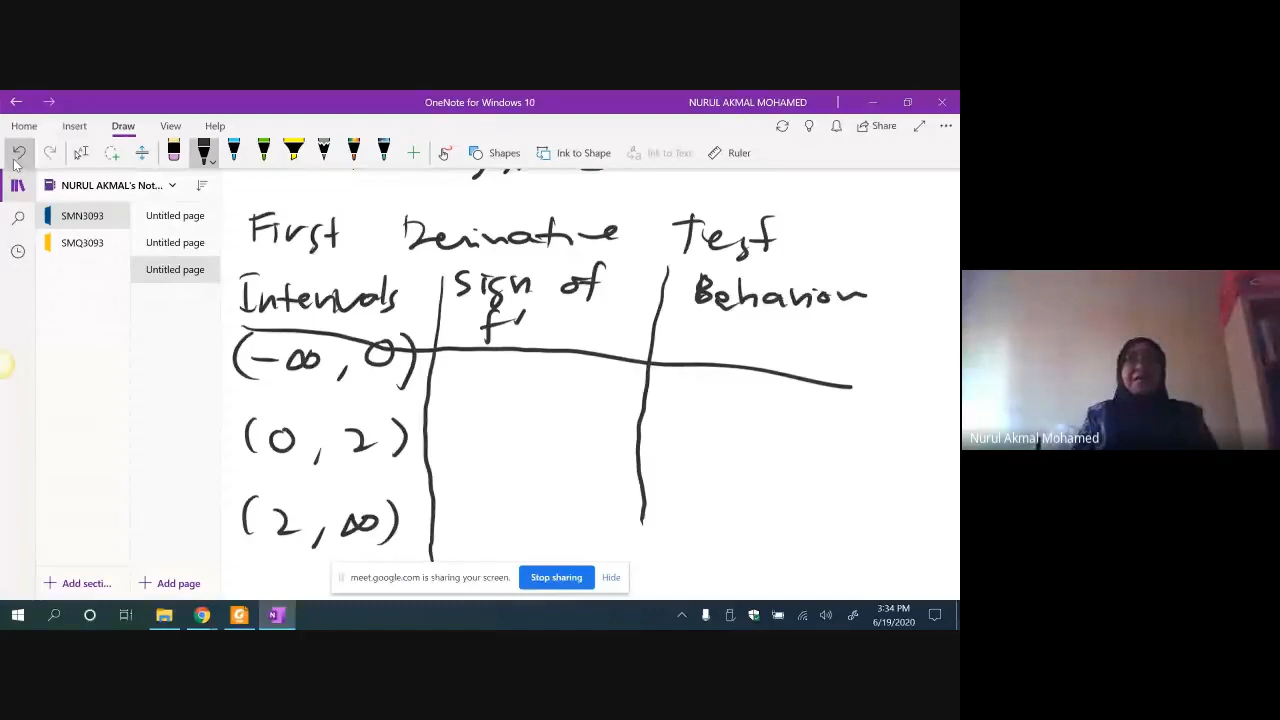 OneNote for Windows 10
NURUL AKMAL MOHAMED
Home Insert Draw View Help
Share
Shapes Ink to Shape Ink to Text Ruler
NURUL AKMAL's Not...
SMN3093
SMQ3093
Untitled page
Untitled page
Untitled page
First Derivative Test
Intervals Sign of f' Behavior
(-∞, 0)
(0, 2)
(2, ∞)
Add secti...
Add page
meet.google.com is sharing your screen. Stop sharing Hide
3:34 PM
6/19/2020
Nurul Akmal Mohamed